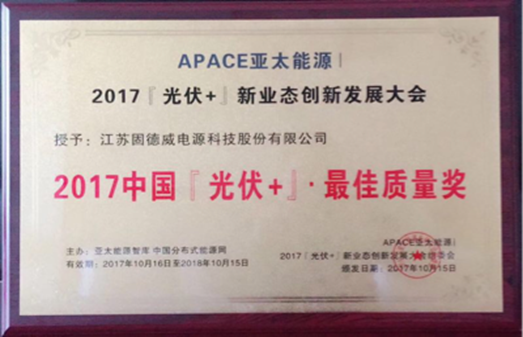 APACE亚太能源|
2017『光伏+』新业态创新发展大会
授予：江苏固德威电源科技股份有限公司
2017中国『光伏+』·最佳质量奖
主办：亚太能源智库 中国分布式能源网
有效期：2017年10月16日至2018年10月15日
APACE亚太能源|
2017『光伏+』新业态创新发展大会组委会
颁发日期：2017年10月15日